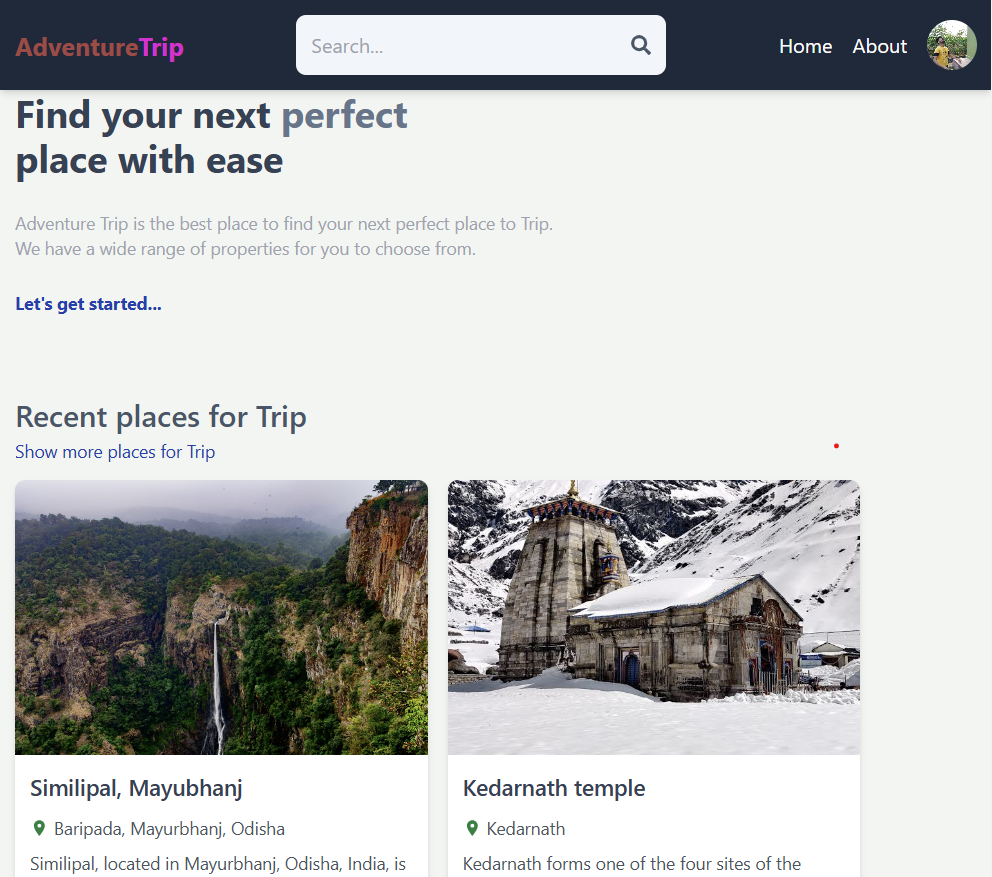 AdventureTrip
Search...
Home
About
Find your next perfect
place with ease
Adventure Trip is the best place to find your next perfect place to Trip.
We have a wide range of properties for you to choose from.
Let's get started...
Recent places for Trip
Show more places for Trip
Similipal, Mayubhanj
Baripada, Mayurbhanj, Odisha
Similipal, located in Mayurbhanj, Odisha, India, is
Kedarnath temple
Kedarnath
Kedarnath forms one of the four sites of the